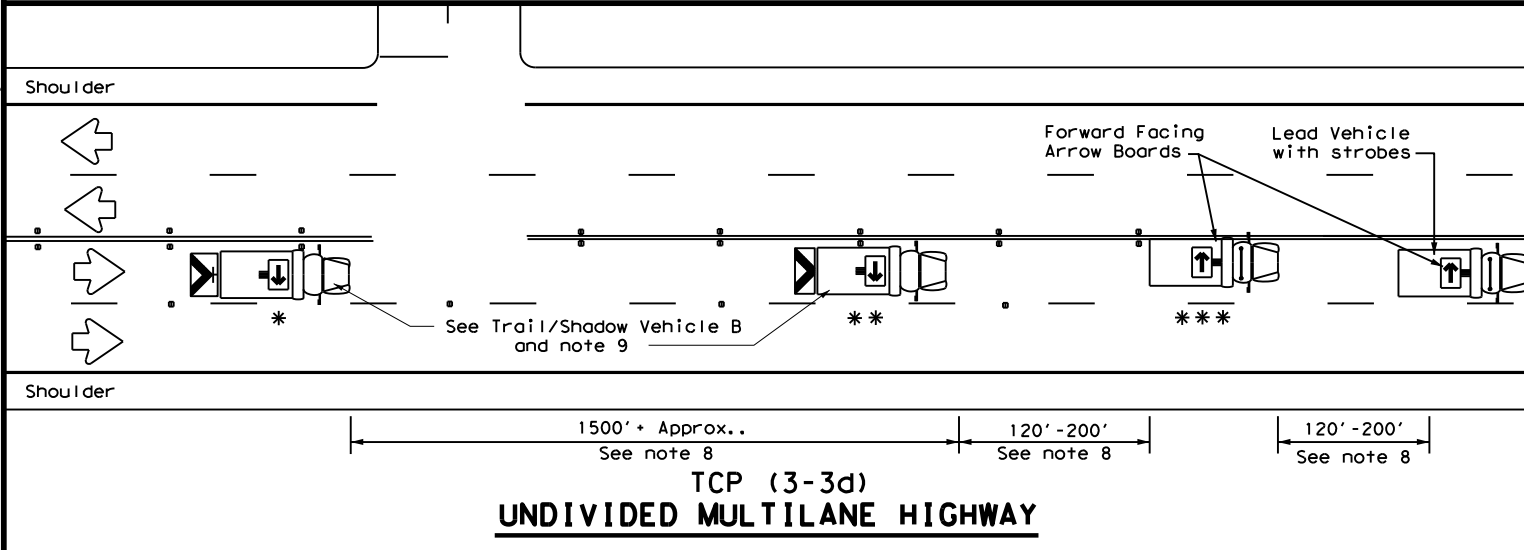 Shoulder
Forward Facing
Arrow Boards
Lead Vehicle
with strobes
*
**
***
See Trail/Shadow Vehicle B
and note 9
Shoulder
1500'+ Approx..
See note 8
120'-200'
See note 8
120'-200'
See note 8
TCP (3-3d)
UNDIVIDED MULTILANE HIGHWAY